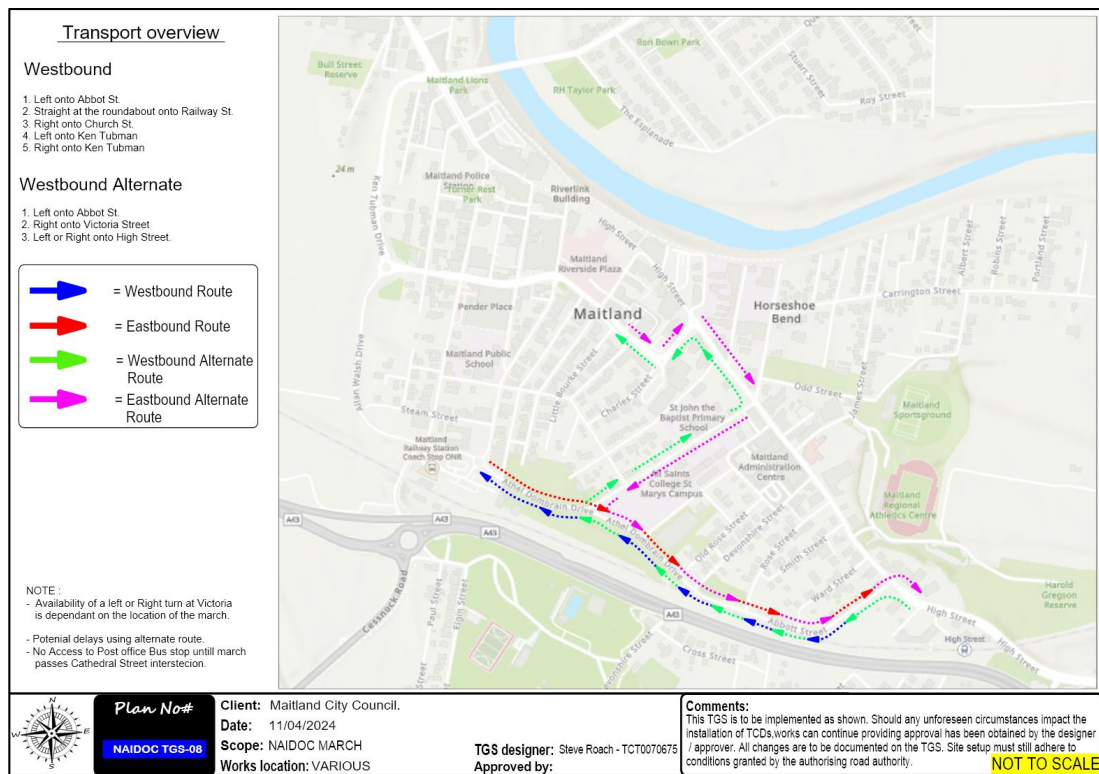 Transport overview
Westbound
1. Left onto Abbot St.
2. Straight at the roundabout onto Railway St.
3. Right onto Church St.
4. Left onto Ken Tubman
5. Right onto Ken Tubman
Westbound Alternate
1. Left onto Abbot St.
2. Right onto Victoria Street
3. Left or Right onto High Street.
= Westbound Route
= Eastbound Route
= Westbound Alternate
Route
= Eastbound Alternate
Route
NOTE :
- Availability of a left or Right turn at Victoria
is dependant on the location of the march.
- Potenial delays using alternate route.
- No Access to Post office Bus stop untill march
passes Cathedral Street interstecion.
Bull Street
Reserve
Maitland Lions
Park
Ron Bown Park
RH Taylor Park
The Esplanade
Stuart Street
Roy Street
24 m
Ken Tubman Drive
Maitland Police
Station
Turner Rest
Park
Riverlink
Building
High Street
High Street
Maitland
Riverside Plaza
Pender Place
Maitland
Horseshoe
Bend
Carrington Street
Albert Street
Robins Street
Portland Street
Maitland Public
School
Allan Walsh Drive
Little Bourke Street
Charles Street
Steam Street
St John the
Baptist Primary
School
Odd Street
James Street
Maitland
Sportsground
Maitland
Railway Station
Coach Stop ONR
All Saints
College St
Marys Campus
Maitland
Administration
Centre
Maitland
Regional
Athletics Centre
Athel Dombrain Drive
Athel Dombrain Drive
Old Rose Street
Devonshire Street
Rose Street
Smith Street
Ward Street
A43
A43
A43
Cessnock Road
Paul Street
Elgin Street
Abbott Street
Cross Street
High Street
High Street
Harold
Gregson
Reserve
N
W
E
S
Plan No#
NAIDOC TGS-08
Client: Maitland City Council.
Date: 11/04/2024
Scope: NAIDOC MARCH
Works location: VARIOUS
TGS designer: Steve Roach - TCT0070675
Approved by:
Comments:
This TGS is to be implemented as shown. Should any unforeseen circumstances impact the
installation of TCDs,works can continue providing approval has been obtained by the designer
/ approver. All changes are to be documented on the TGS. Site setup must still adhere to
conditions granted by the authorising road authority.
NOT TO SCALE